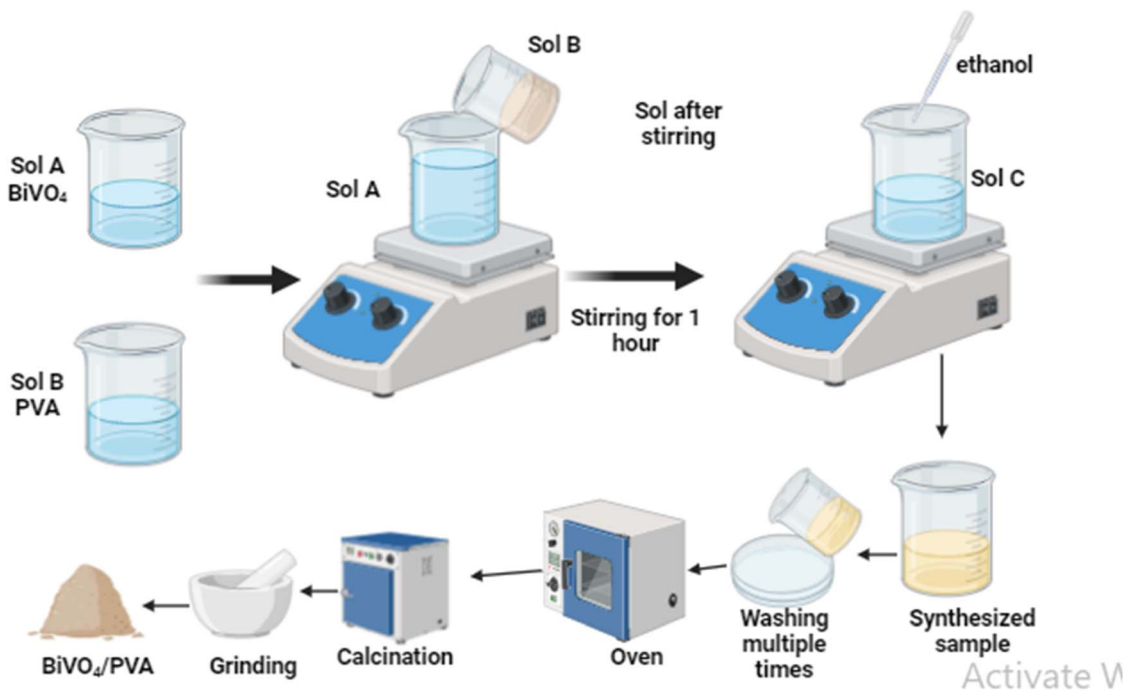 Sol B
ethanol
Sol after
stirring
Sol A
BiVO₄
Sol A
Sol C
Stirring for 1
hour
Sol B
PVA
BiVO₄/PVA
Grinding
Calcination
Oven
Washing
multiple
times
Synthesized
sample
Activate W